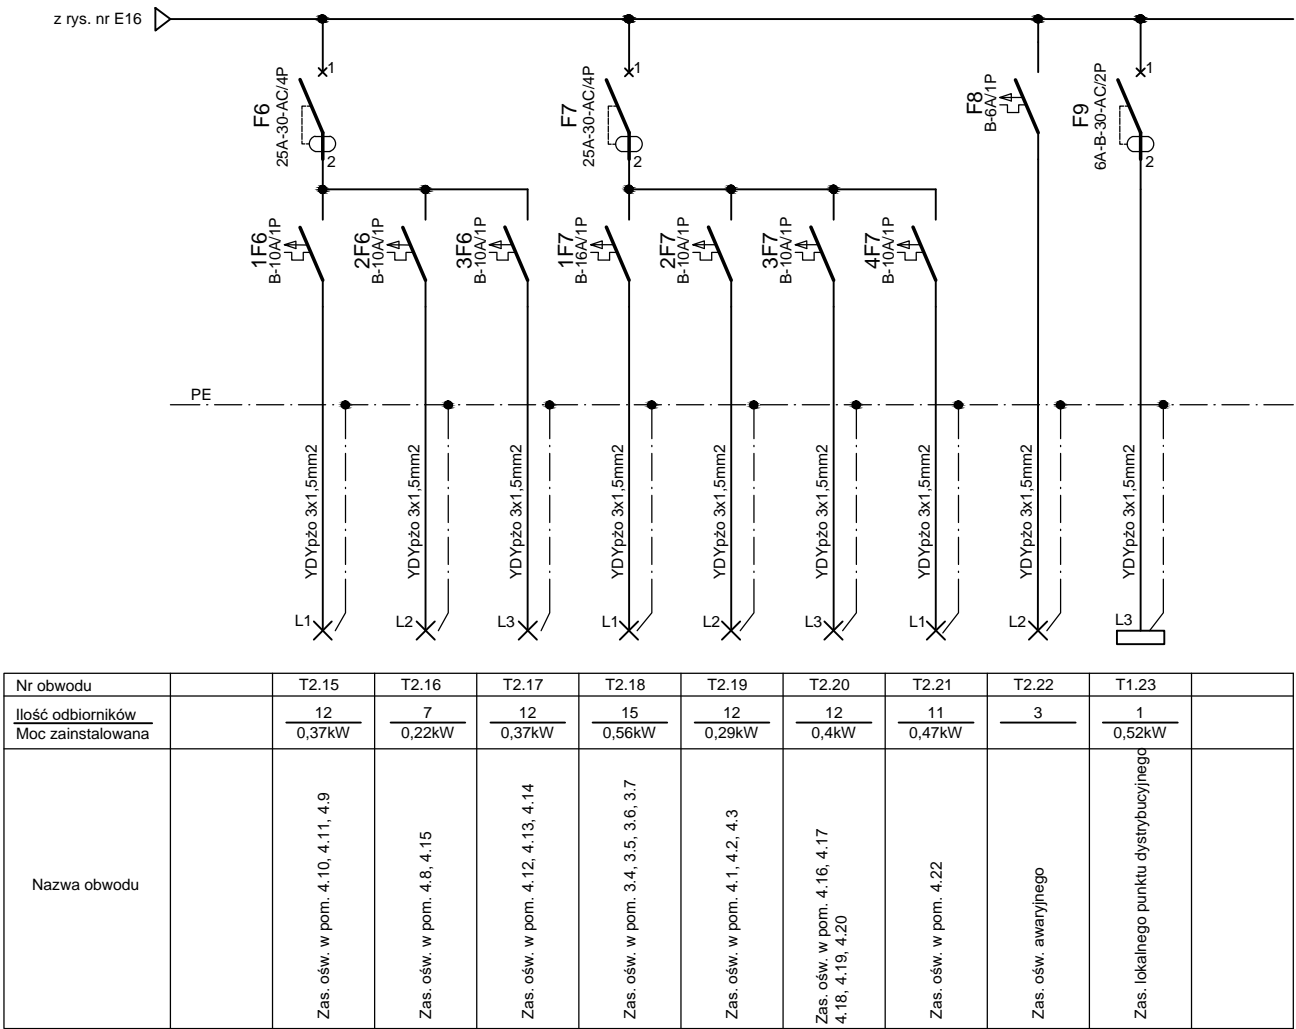 z rys. nr E16
1
F6
25A-30-AC/4P
2
1
F7
25A-30-AC/4P
2
F8
B-6A/1P
1
F9
6A-B-30-AC/2P
2
1F6
B-10A/1P
2F6
B-10A/1P
3F6
B-10A/1P
1F7
B-16A/1P
2F7
B-10A/1P
3F7
B-10A/1P
4F7
B-10A/1P
PE
YDYpżo 3x1,5mm2
YDYpżo 3x1,5mm2
YDYpżo 3x1,5mm2
YDYpżo 3x1,5mm2
YDYpżo 3x1,5mm2
YDYpżo 3x1,5mm2
YDYpżo 3x1,5mm2
YDYpżo 3x1,5mm2
YDYpżo 3x1,5mm2
L1
L2
L3
L1
L2
L3
L1
L2
L3
Nr obwodu T2.15 T2.16 T2.17 T2.18 T2.19 T2.20 T2.21 T2.22 T1.23
Ilość odbiorników 12 7 12 15 12 12 11 3 1
Moc zainstalowana 0,37kW 0,22kW 0,37kW 0,56kW 0,29kW 0,4kW 0,47kW 0,52kW
Nazwa obwodu
Zas. ośw. w pom. 4.10, 4.11, 4.9
Zas. ośw. w pom. 4.8, 4.15
Zas. ośw. w pom. 4.12, 4.13, 4.14
Zas. ośw. w pom. 3.4, 3.5, 3.6, 3.7
Zas. ośw. w pom. 4.1, 4.2, 4.3
Zas. ośw. w pom. 4.16, 4.17
4.18, 4.19, 4.20
Zas. ośw. w pom. 4.22
Zas. ośw. awaryjnego
Zas. lokalnego punktu dystrybucyjnego